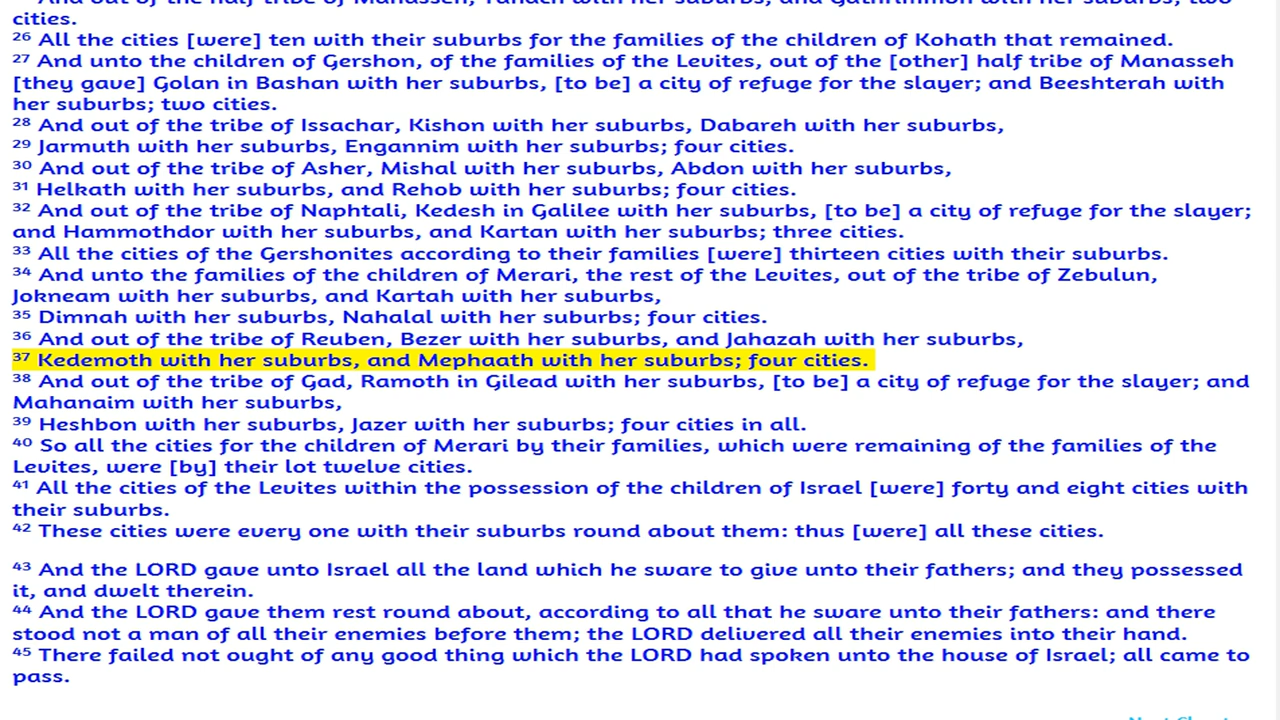 And out of the half tribe of Manasseh, Tanach with her suburbs, and Gathrimmon with her suburbs; two
cities.
26 All the cities [were] ten with their suburbs for the families of the children of Kohath that remained.
27 And unto the children of Gershon, of the families of the Levites, out of the [other] half tribe of Manasseh
[they gave] Golan in Bashan with her suburbs, [to be] a city of refuge for the slayer; and Beeshterah with
her suburbs; two cities.
28 And out of the tribe of Issachar, Kishon with her suburbs, Dabareh with her suburbs,
29 Jarmuth with her suburbs, Engannim with her suburbs; four cities.
30 And out of the tribe of Asher, Mishal with her suburbs, Abdon with her suburbs,
31 Helkath with her suburbs, and Rehob with her suburbs; four cities.
32 And out of the tribe of Naphtali, Kedesh in Galilee with her suburbs, [to be] a city of refuge for the slayer;
and Hammothdor with her suburbs, and Kartan with her suburbs; three cities.
33 All the cities of the Gershonites according to their families [were] thirteen cities with their suburbs.
34 And unto the families of the children of Merari, the rest of the Levites, out of the tribe of Zebulun,
Jokneam with her suburbs, and Kartah with her suburbs,
35 Dimnah with her suburbs, Nahalal with her suburbs; four cities.
36 And out of the tribe of Reuben, Bezer with her suburbs, and Jahazah with her suburbs,
37 Kedemoth with her suburbs, and Mephaath with her suburbs; four cities.
38 And out of the tribe of Gad, Ramoth in Gilead with her suburbs, [to be] a city of refuge for the slayer; and
Mahanaim with her suburbs,
39 Heshbon with her suburbs, Jazer with her suburbs; four cities in all.
40 So all the cities for the children of Merari by their families, which were remaining of the families of the
Levites, were [by] their lot twelve cities.
41 All the cities of the Levites within the possession of the children of Israel [were] forty and eight cities with
their suburbs.
42 These cities were every one with their suburbs round about them: thus [were] all these cities.
43 And the LORD gave unto Israel all the land which he sware to give unto their fathers; and they possessed
it, and dwelt therein.
44 And the LORD gave them rest round about, according to all that he sware unto their fathers: and there
stood not a man of all their enemies before them; the LORD delivered all their enemies into their hand.
45 There failed not ought of any good thing which the LORD had spoken unto the house of Israel; all came to
pass.